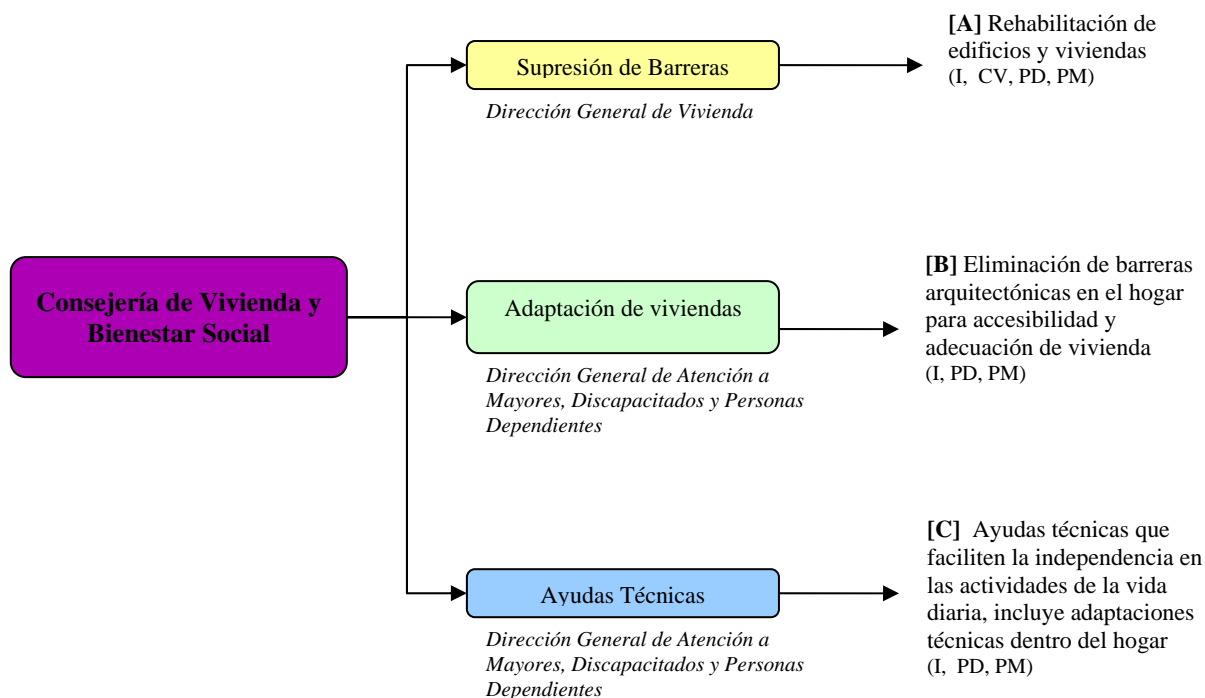 [A] Rehabilitación de
edificios y viviendas
(I, CV, PD, PM)
Supresión de Barreras
Dirección General de Vivienda
Consejería de Vivienda y
Bienestar Social
[B] Eliminación de barreras
arquitectónicas en el hogar
para accesibilidad y
adecuación de vivienda
(I, PD, PM)
Adaptación de viviendas
Dirección General de Atención a
Mayores, Discapacitados y Personas
Dependientes
[C] Ayudas técnicas que
faciliten la independencia en
las actividades de la vida
diaria, incluye adaptaciones
técnicas dentro del hogar
(I, PD, PM)
Ayudas Técnicas
Dirección General de Atención a
Mayores, Discapacitados y Personas
Dependientes